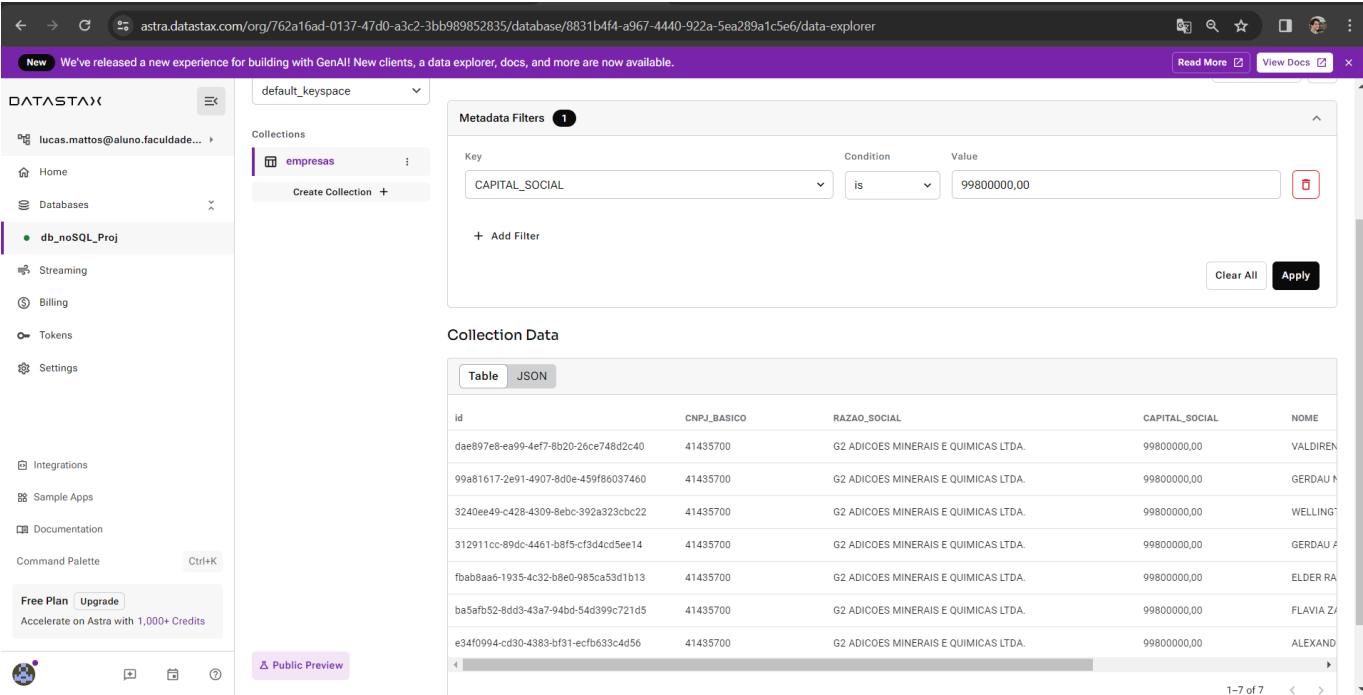 astra.datastax.com/org/762a16ad-0137-47d0-a3c2-3bb989852835/database/8831b4f4-a967-4440-922a-5ea289a1c5e6/data-explorer
New We've released a new experience for building with GenAI! New clients, a data explorer, docs, and more are now available. Read More View Docs
DATASTAX
lucas.mattos@aluno.faculdade...
Home
Databases
db_noSQL_Proj
Streaming
Billing
Tokens
Settings
Integrations
Sample Apps
Documentation
Command Palette Ctrl+K
Free Plan Upgrade
Accelerate on Astra with 1,000+ Credits
default_keyspace
Collections
empresas
Create Collection +
Public Preview
Metadata Filters 1
Key Condition Value
CAPITAL_SOCIAL is 99800000,00
+ Add Filter
Clear All Apply
Collection Data
Table JSON
id CNPJ_BASICO RAZAO_SOCIAL CAPITAL_SOCIAL NOME
dae897e8-ea99-4ef7-8b20-26ce748d2c40 41435700 G2 ADICOES MINERAIS E QUIMICAS LTDA. 99800000,00 VALDIREN
99a81617-2e91-4907-8d0e-459f86037460 41435700 G2 ADICOES MINERAIS E QUIMICAS LTDA. 99800000,00 GERDAU
3240ee49-c428-4309-8ebc-392a323cbc22 41435700 G2 ADICOES MINERAIS E QUIMICAS LTDA. 99800000,00 WELLING
312911cc-89dc-4461-b8f5-cf3d4cd5ee14 41435700 G2 ADICOES MINERAIS E QUIMICAS LTDA. 99800000,00 GERDAU A
fbab8aa6-1935-4c32-b8e0-985ca53d1b13 41435700 G2 ADICOES MINERAIS E QUIMICAS LTDA. 99800000,00 ELDER RA
ba5afb52-8dd3-43a7-94bd-54d399c721d5 41435700 G2 ADICOES MINERAIS E QUIMICAS LTDA. 99800000,00 FLAVIA
e34f0994-cd30-4383-bf31-ecfb633c4d56 41435700 G2 ADICOES MINERAIS E QUIMICAS LTDA. 99800000,00 ALEXAND
1–7 of 7